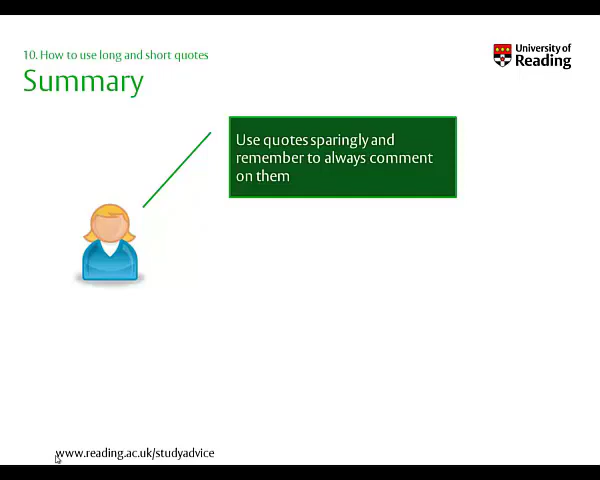 10. How to use long and short quotes
Summary
University of
Reading
Use quotes sparingly and
remember to always comment
on them
www.reading.ac.uk/studyadvice